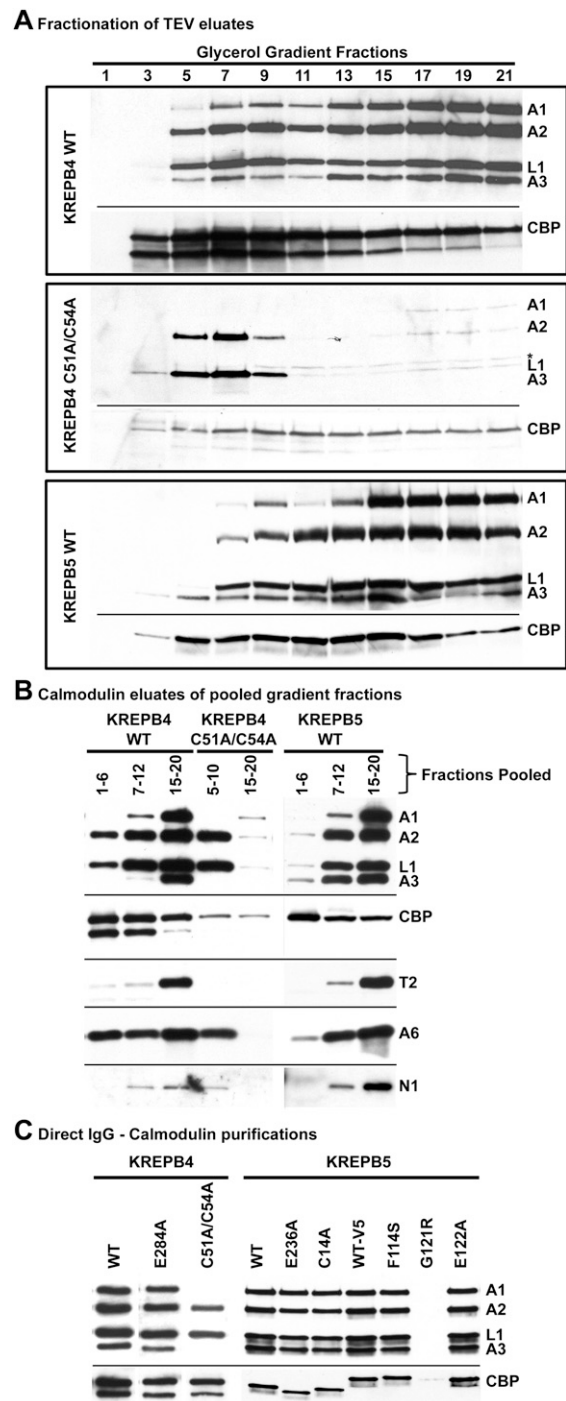 A Fractionation of TEV eluates
Glycerol Gradient Fractions
1 3 5 7 9 11 13 15 17 19 21
KREPB4 WT
A1
A2
L1
A3
CBP
KREPB4 C51A/C54A
A1
A2
*
L1
A3
CBP
KREPB5 WT
A1
A2
L1
A3
CBP
B Calmodulin eluates of pooled gradient fractions
KREPB4 WT
KREPB4 C51A/C54A
KREPB5 WT
1-6 7-12 15-20 5-10 15-20 1-6 7-12 15-20
Fractions Pooled
A1
A2
L1
A3
CBP
T2
A6
N1
C Direct IgG - Calmodulin purifications
KREPB4 KREPB5
WT E284A C51A/C54A WT E236A C14A WT-V5 F114S G121R E122A
A1
A2
L1
A3
CBP